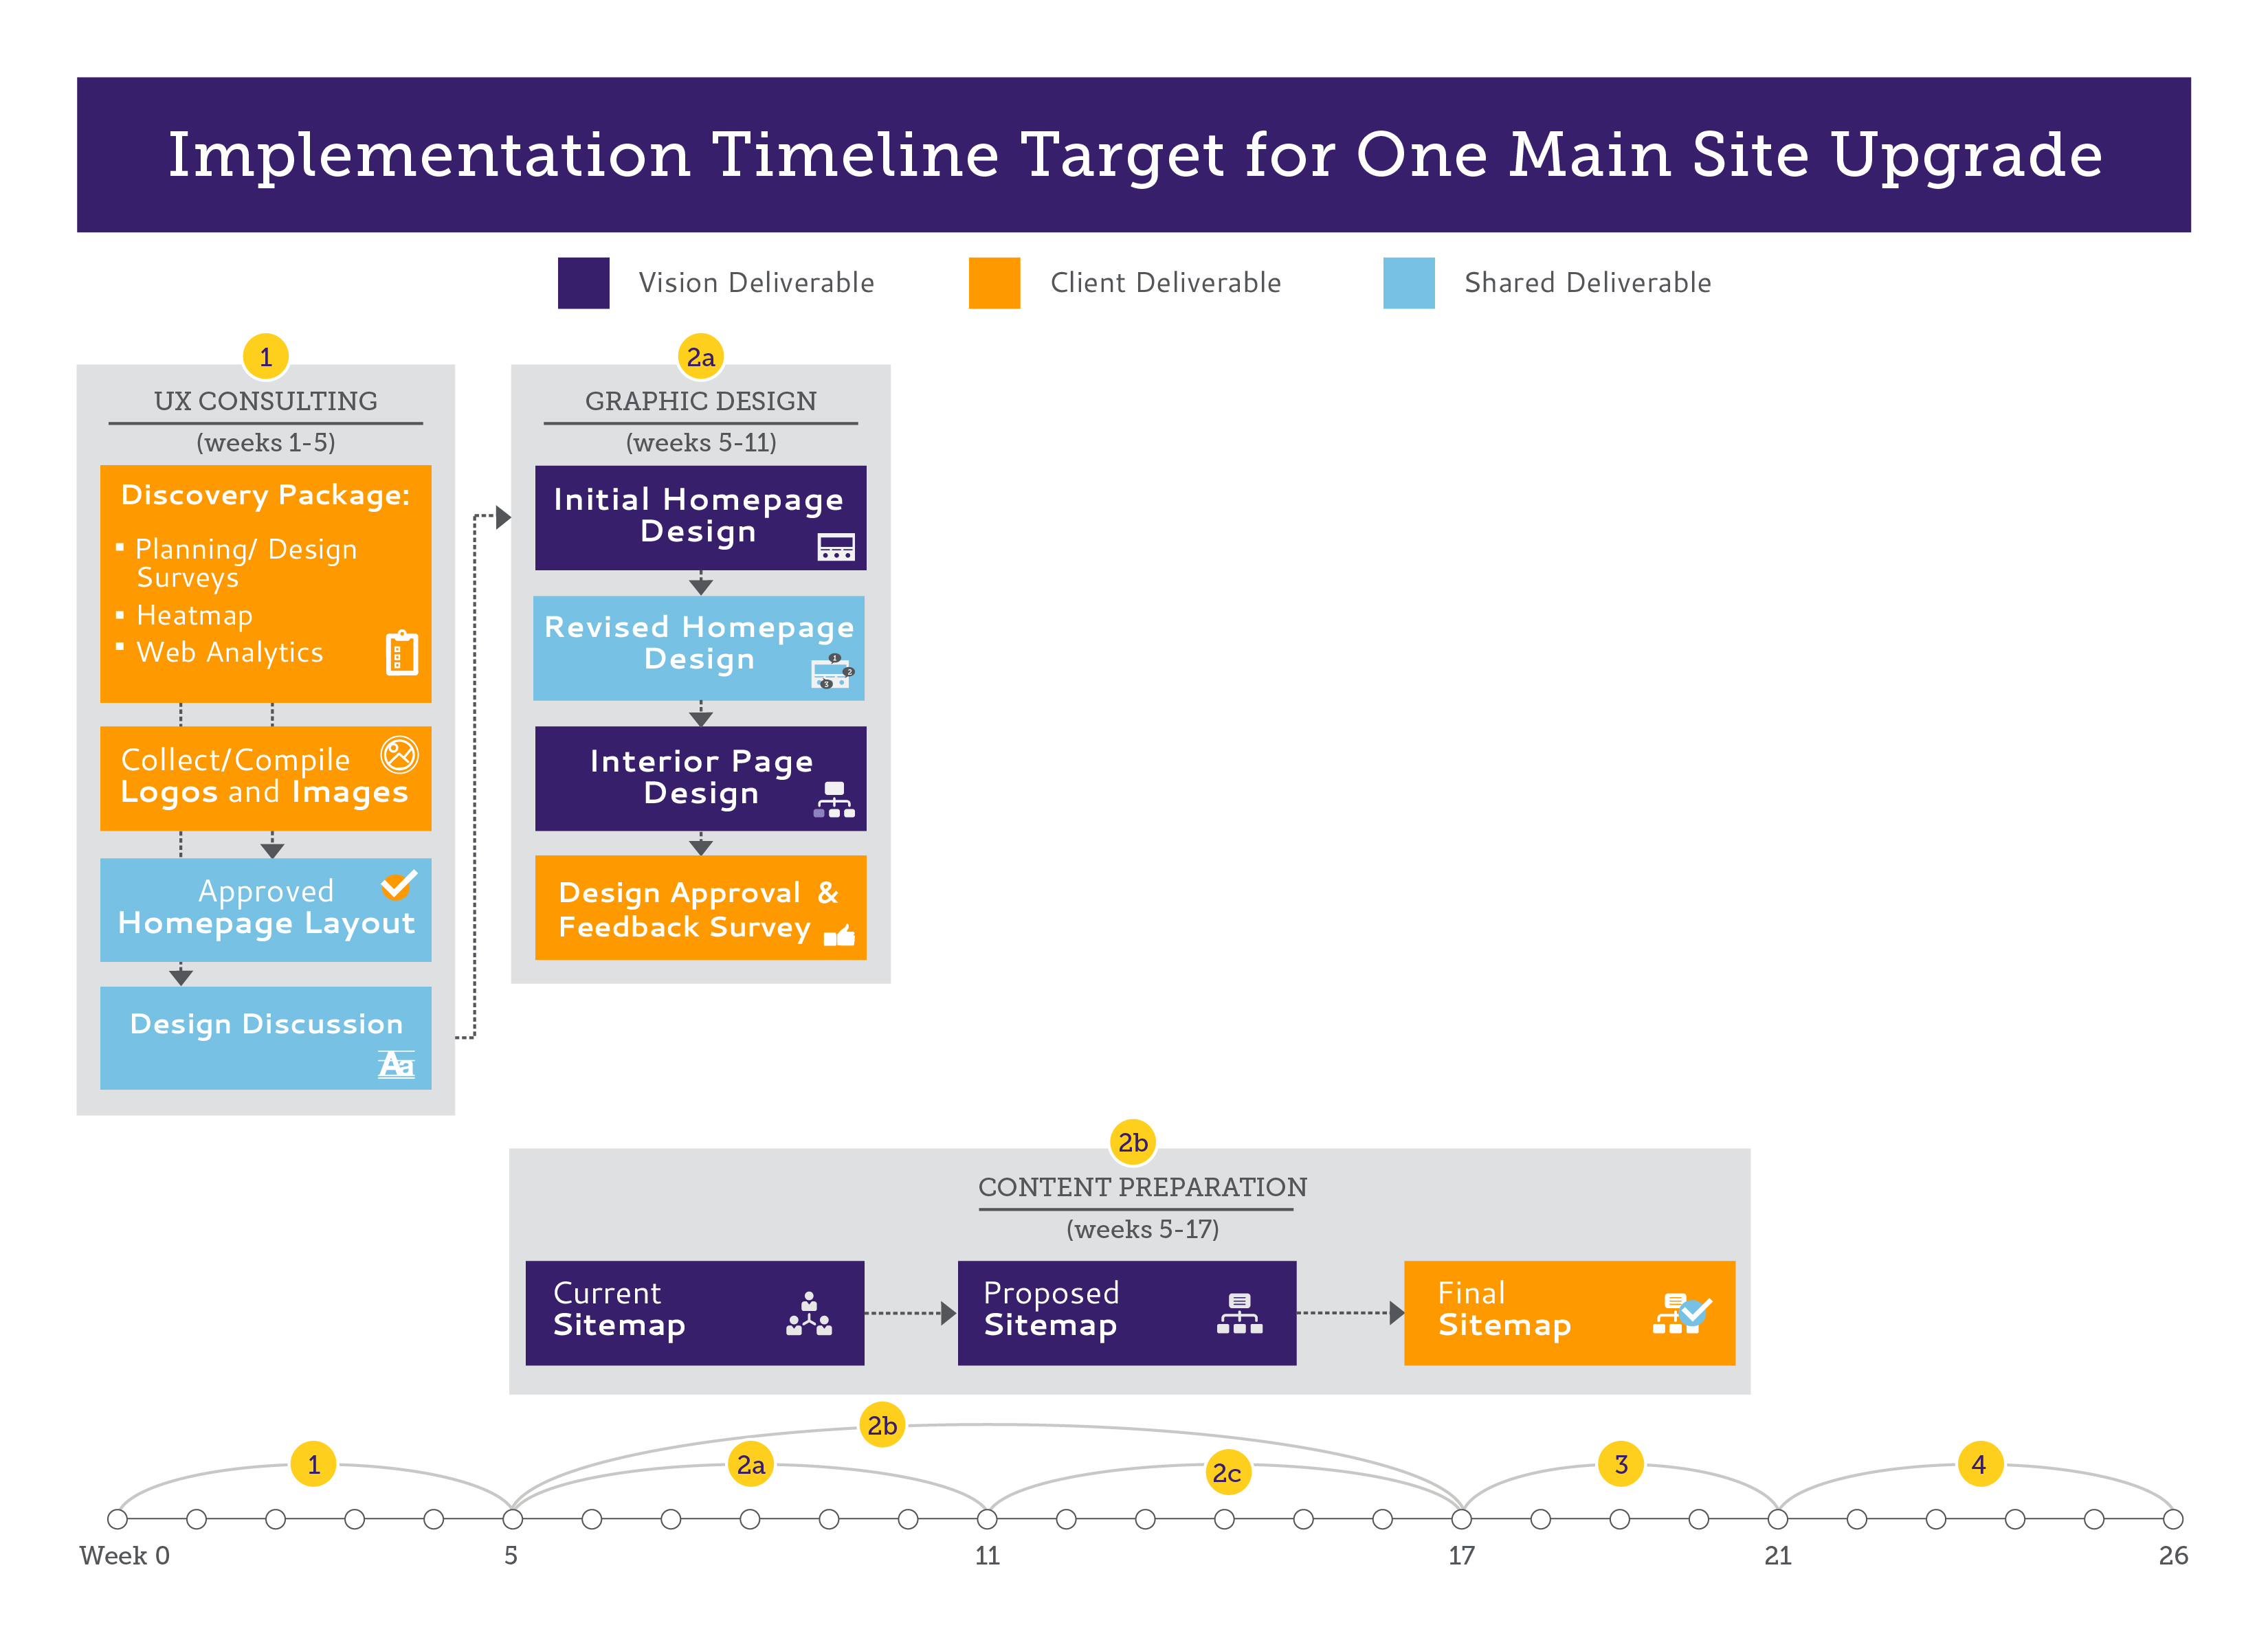 Implementation Timeline Target for One Main Site Upgrade
Vision Deliverable
Client Deliverable
Shared Deliverable
1
UX CONSULTING
(weeks 1-5)
Discovery Package:
▪ Planning/ Design
Surveys
▪ Heatmap
▪ Web Analytics
Collect/Compile
Logos and Images
Approved
Homepage Layout
Design Discussion
Aa
2a
GRAPHIC DESIGN
(weeks 5-11)
Initial Homepage
Design
Revised Homepage
Design
1
2
3
Interior Page
Design
Design Approval &
Feedback Survey
2b
CONTENT PREPARATION
(weeks 5-17)
Current
Sitemap
Proposed
Sitemap
Final
Sitemap
1
2b
2a
2c
3
4
Week 0
5
11
17
21
26